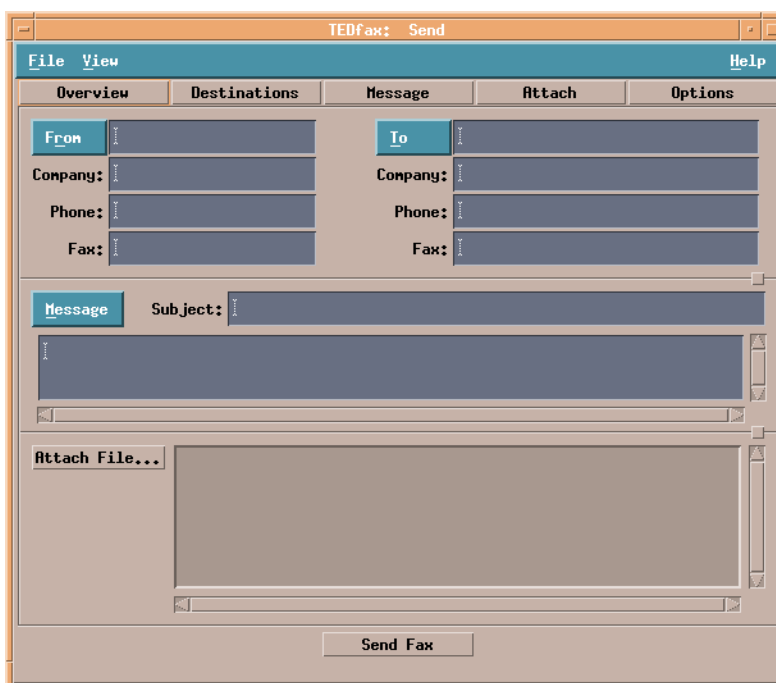 TEDfax: Send
File View Help
Overview Destinations Message Attach Options
From To
Company: Company:
Phone: Phone:
Fax: Fax:
Message Subject:
Attach File...
Send Fax